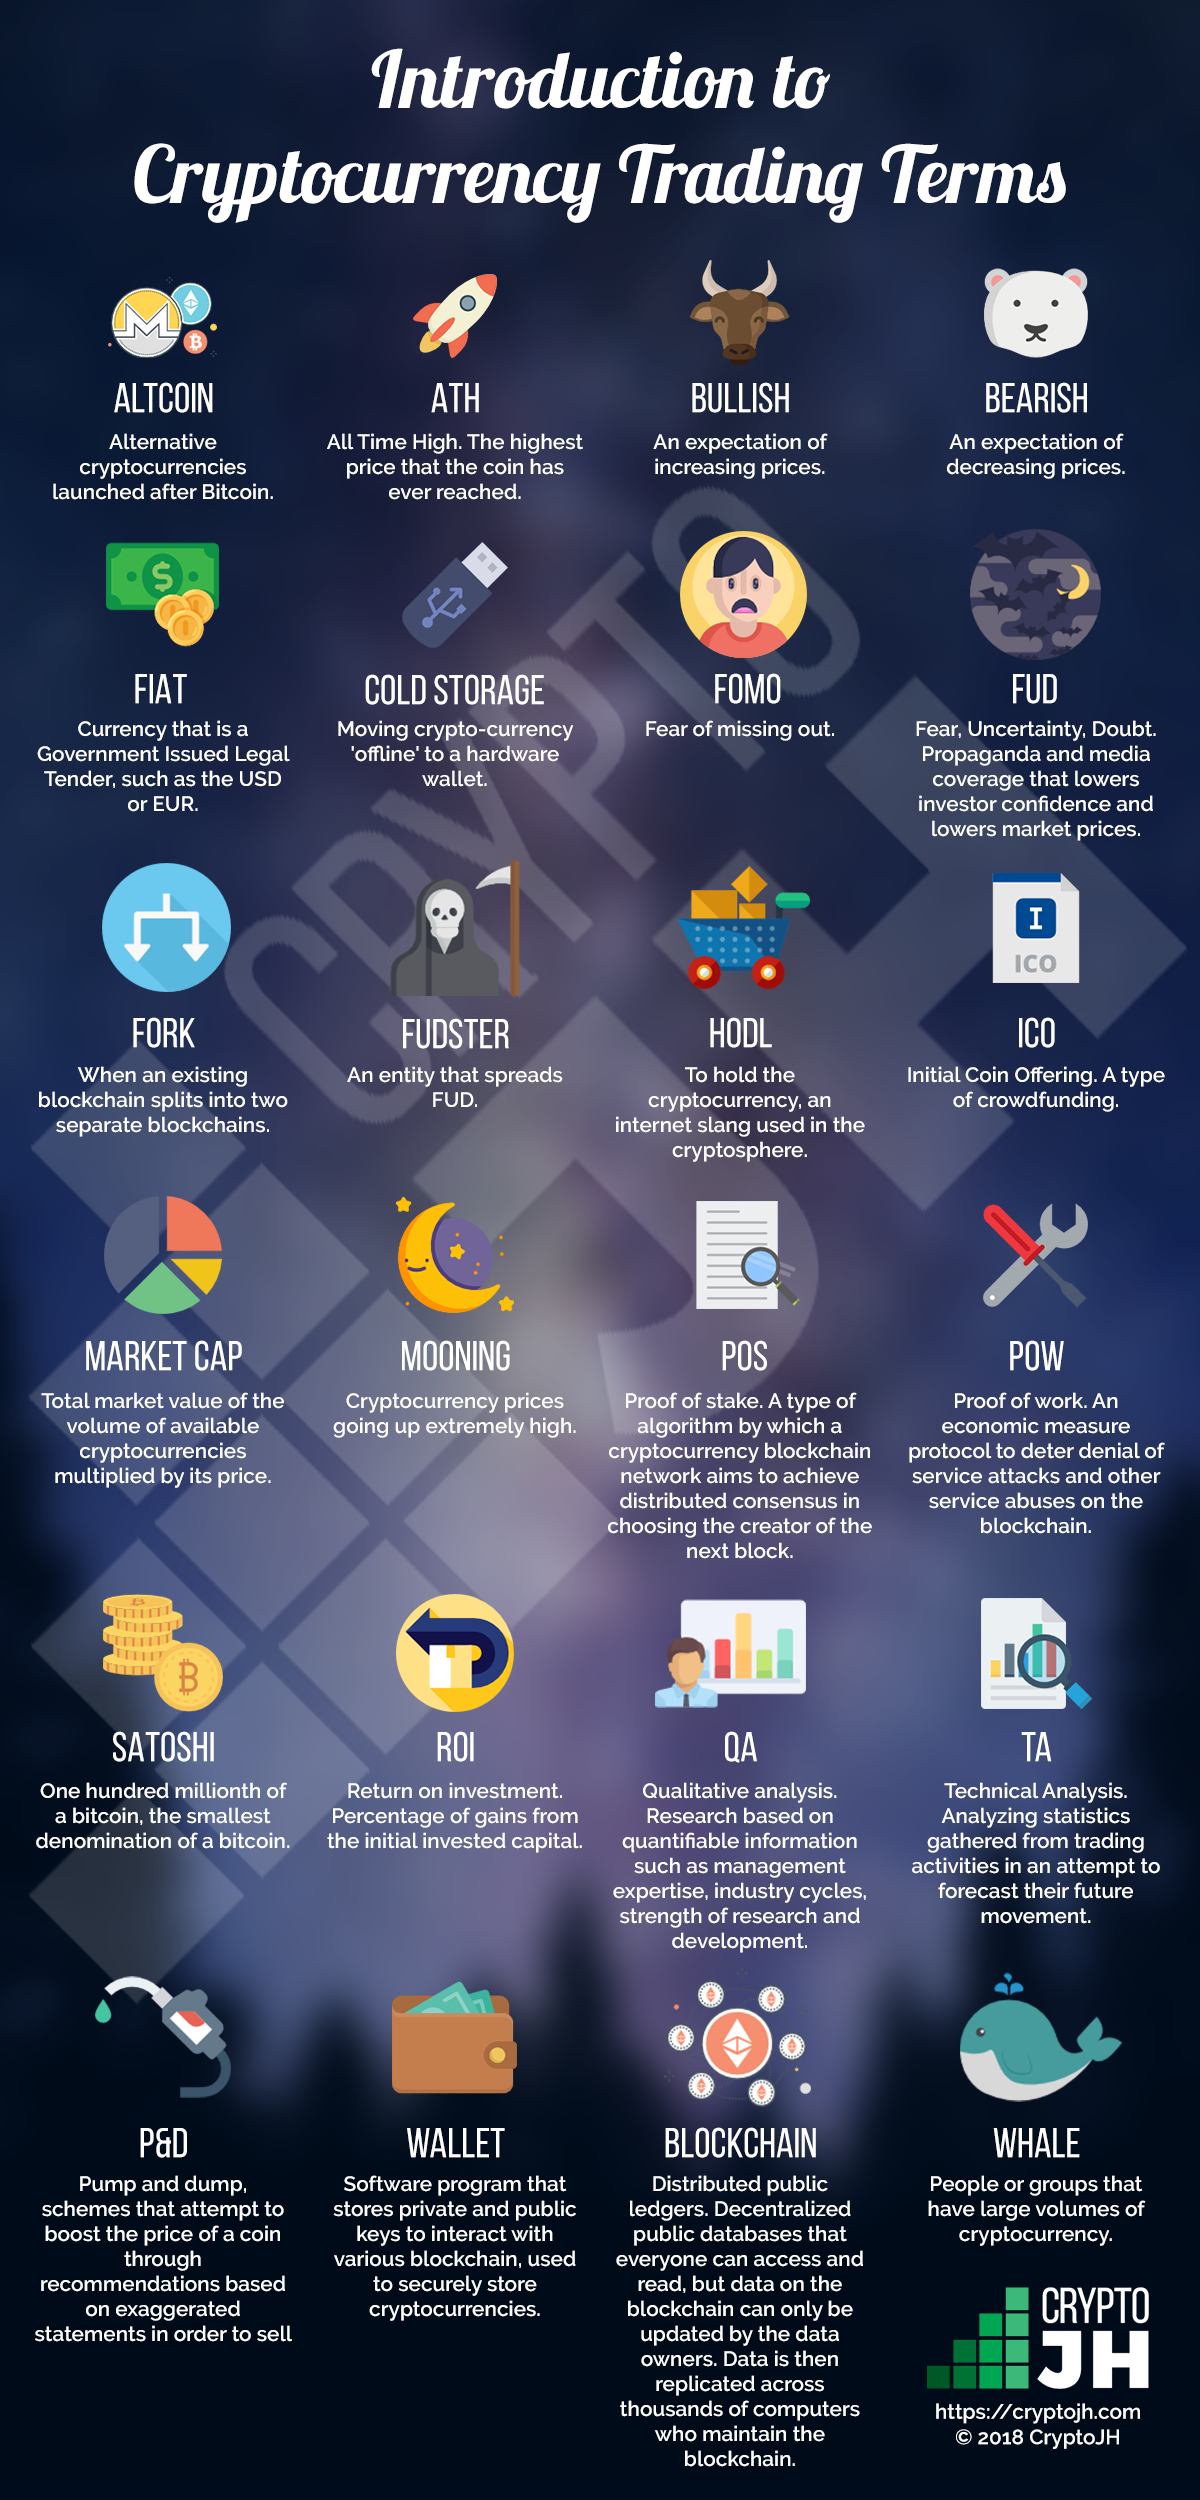 Introduction to
Cryptocurrency Trading Terms
ALTCOIN
Alternative
cryptocurrencies
launched after Bitcoin.
ATH
All Time High. The highest
price that the coin has
ever reached.
BULLISH
An expectation of
increasing prices.
BEARISH
An expectation of
decreasing prices.
FIAT
Currency that is a
Government Issued Legal
Tender, such as the USD
or EUR.
COLD STORAGE
Moving crypto-currency
'offline' to a hardware
wallet.
FOMO
Fear of missing out.
FUD
Fear, Uncertainty, Doubt.
Propaganda and media
coverage that lowers
investor confidence and
lowers market prices.
FORK
When an existing
blockchain splits into two
separate blockchains.
FUDSTER
An entity that spreads
FUD.
HODL
To hold the
cryptocurrency, an
internet slang used in the
cryptosphere.
I
ICO
ICO
Initial Coin Offering. A type
of crowdfunding.
MARKET CAP
Total market value of the
volume of available
cryptocurrencies
multiplied by its price.
MOONING
Cryptocurrency prices
going up extremely high.
POS
Proof of stake. A type of
algorithm by which a
cryptocurrency blockchain
network aims to achieve
distributed consensus in
choosing the creator of the
next block.
POW
Proof of work. An
economic measure
protocol to deter denial of
service attacks and other
service abuses on the
blockchain.
SATOSHI
One hundred millionth of
a bitcoin, the smallest
denomination of a bitcoin.
ROI
Return on investment.
Percentage of gains from
the initial invested capital.
QA
Qualitative analysis.
Research based on
quantifiable information
such as management
expertise, industry cycles,
strength of research and
development.
TA
Technical Analysis.
Analyzing statistics
gathered from trading
activities in an attempt to
forecast their future
movement.
P&D
Pump and dump,
schemes that attempt to
boost the price of a coin
through
recommendations based
on exaggerated
statements in order to sell
WALLET
Software program that
stores private and public
keys to interact with
various blockchain, used
to securely store
cryptocurrencies.
BLOCKCHAIN
Distributed public
ledgers. Decentralized
public databases that
everyone can access and
read, but data on the
blockchain can only be
updated by the data
owners. Data is then
replicated across
thousands of computers
who maintain the
blockchain.
WHALE
People or groups that
have large volumes of
cryptocurrency.
CRYPTO
JH
https://cryptojh.com
© 2018 CryptoJH
CRYPTO
JH